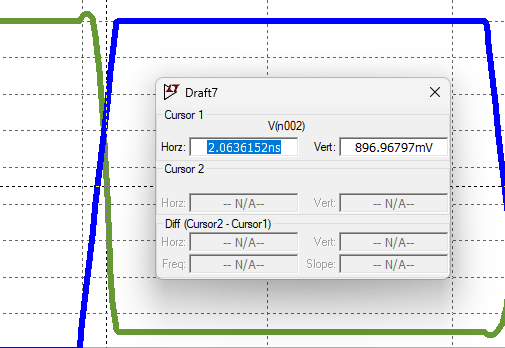 Draft7
Cursor 1
V(n002)
Horz: 2.0636152ns Vert: 896.96797mV
Cursor 2
Horz: -- N/A-- Vert: -- N/A--
Diff (Cursor2 - Cursor1)
Horz: -- N/A-- Vert: -- N/A--
Freq: -- N/A-- Slope: -- N/A--